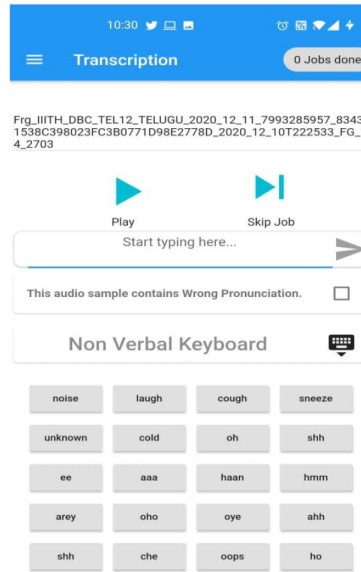 10:30
Transcription
0 Jobs done
Frg_IIITH_DBC_TEL12_TELUGU_2020_12_11_7993285957_8343
1538C398023FC3B0771D98E2778D_2020_12_10T222533_FG_
4_2703
Play Skip Job
Start typing here...
This audio sample contains Wrong Pronunciation.
Non Verbal Keyboard
noise laugh cough sneeze
unknown cold oh shh
ee aaa haan hmm
arey oho oye ahh
shh che oops ho